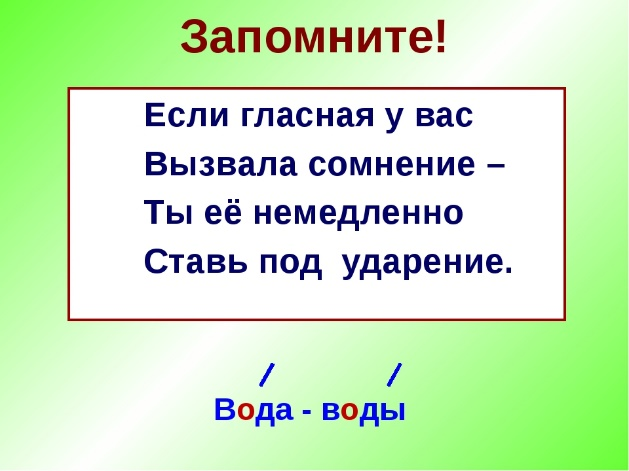 Запомните!
Если гласная у вас
Вызвала сомнение –
Ты её немедленно
Ставь под ударение.
Вода - воды